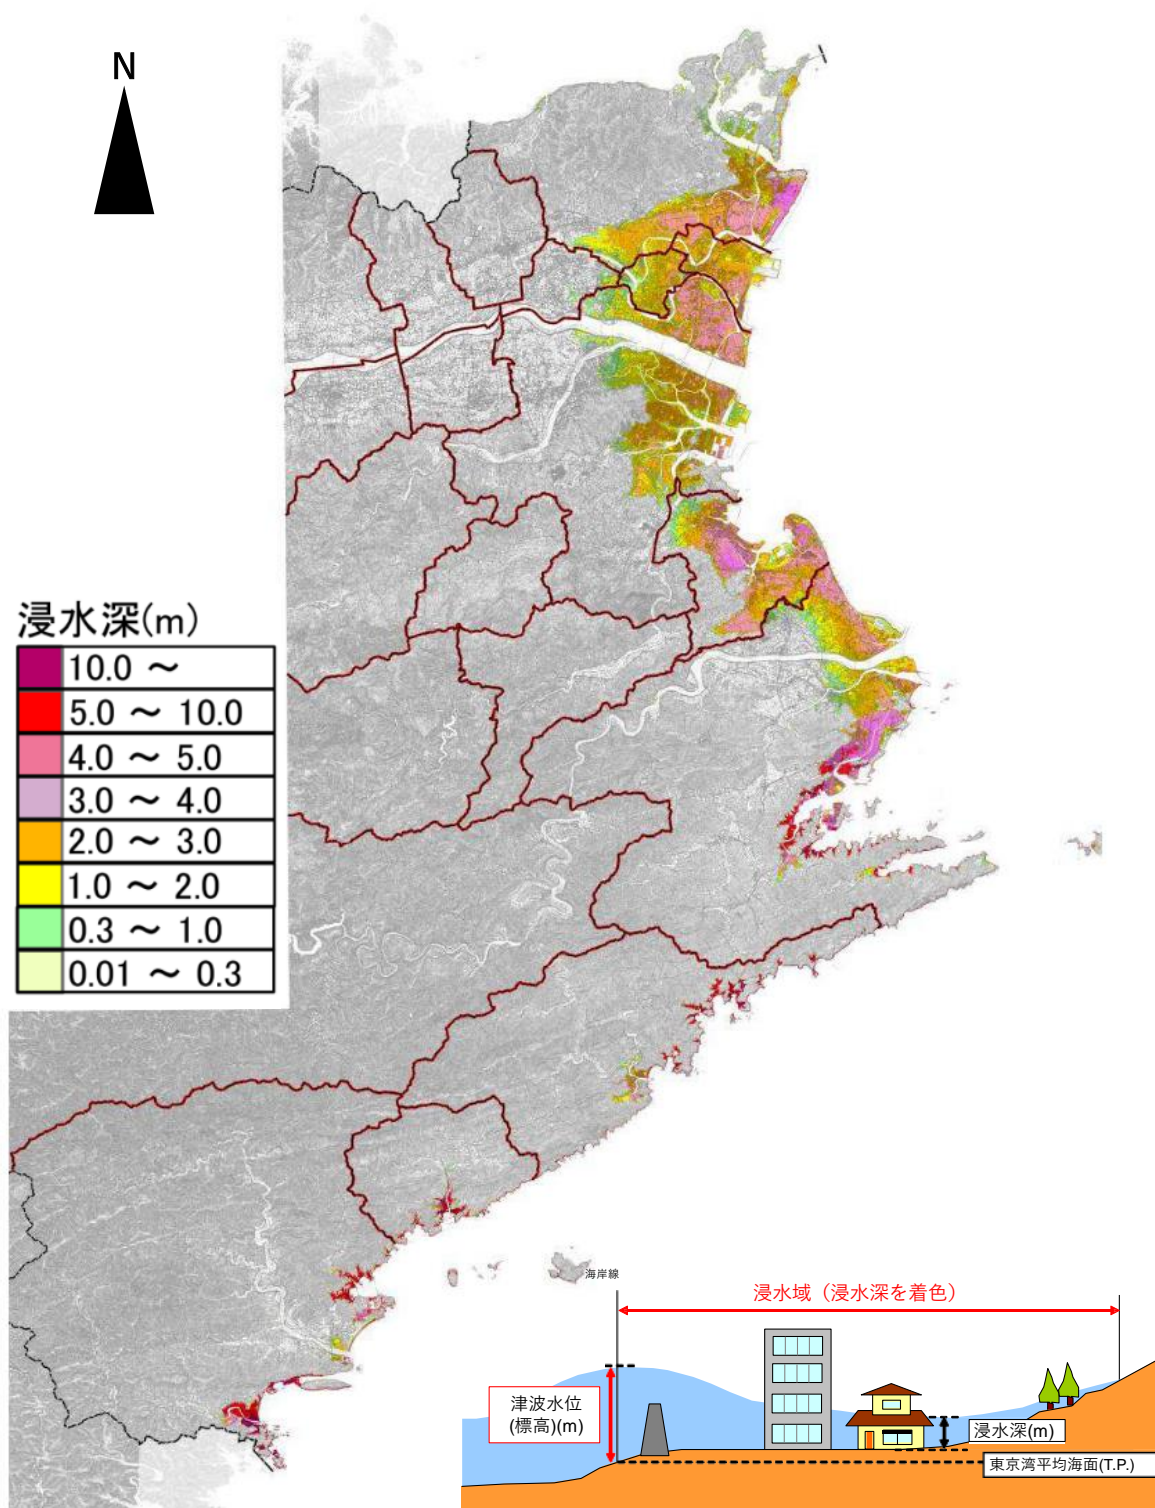 N
浸水深(m)
10.0 ～
5.0 ～ 10.0
4.0 ～ 5.0
3.0 ～ 4.0
2.0 ～ 3.0
1.0 ～ 2.0
0.3 ～ 1.0
0.01 ～ 0.3
海岸線
浸水域（浸水深を着色）
津波水位
(標高)(m)
浸水深(m)
東京湾平均海面(T.P.)